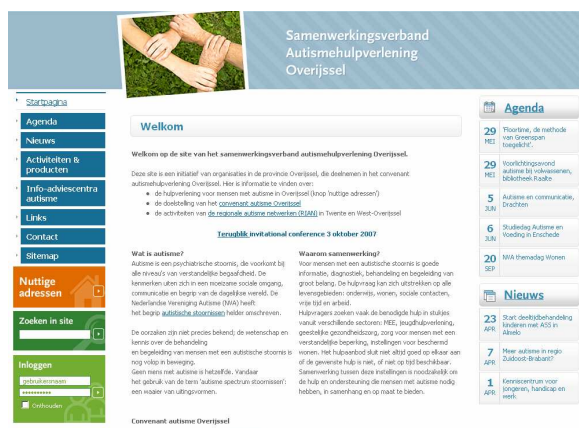 Samenwerkingsverband
Autismehulpverlening
Overijssel
Startpagina
Agenda
Nieuws
Activiteiten &
producten
Info-adviescentra
autisme
Links
Contact
Sitemap
Nuttige
adressen
Zoeken in site
Inloggen
gebruikersnaam
**********
Onthouden
Welkom
Welkom op de site van het samenwerkingsverband autismehulpverlening Overijssel.
Deze site is een initiatief van organisaties in de provincie Overijssel, die deelnemen in het convenant
autismehulpverlening Overijssel. Hier is informatie te vinden over:
de hulpverlening voor mensen met autisme in Overijssel (knop 'nuttige adressen')
de doelstelling van het convenant autisme Overijssel
de activiteiten van de regionale autisme netwerken (RIAN) in Twente en West-Overijssel
Terugblik invitational conference 3 oktober 2007
Wat is autisme?
Autisme is een psychiatrische stoornis, die voorkomt bij
alle niveau's van verstandelijke begaafdheid. De
kenmerken uiten zich in een moeizame sociale omgang,
communicatie en begrip van de dagelijkse wereld. De
Nederlandse Vereniging Autisme (NVA) heeft
het begrip autistische stoornissen helder omschreven.
De oorzaken zijn niet precies bekend; de wetenschap en
kennis over de behandeling
en begeleiding van mensen met een autistische stoornis is
nog volop in beweging.
Geen mens met autisme is hetzelfde. Vandaar
het gebruik van de term 'autisme spectrum stoornissen':
een waaier van uitingsvormen.
Waarom samenwerking?
Voor mensen met een autistische stoornis is goede
informatie, diagnostiek, behandeling en begeleiding van
groot belang. De hulpvraag kan zich uitstrekken op alle
levensgebieden: onderwijs, wonen, sociale contacten,
vrije tijd en arbeid.
Hulpvragers zoeken vaak de benodigde hulp in stukjes
vanuit verschillende sectoren: MEE, jeugdhulpverlening,
geestelijke gezondheidszorg, zorg voor mensen met een
verstandelijke beperking, instellingen voor beschermd
wonen. Het hulpaanbod sluit niet altijd goed op elkaar aan
of de gewenste hulp is niet, of niet op tijd beschikbaar.
Samenwerking tussen deze instellingen is noodzakelijk om
de hulp en ondersteuning die mensen met autisme nodig
hebben, in samenhang en op maat te bieden.
Convenant autisme Overijssel
Agenda
29 MEI 'Floortime, de methode
van Greenspan
toegelicht'.
29 MEI Voorlichtingsavond
autisme bij volwassenen,
bibliotheek Raalte
5 JUN Autisme en communicatie,
Drachten
6 JUN Studiedag Autisme en
Voeding in Enschede
20 SEP NVA themadag Wonen
Nieuws
23 APR Start deeltijdbehandeling
kinderen met ASS in
Almelo
7 APR Meer autisme in regio
Zuidoost-Brabant?
1 APR Kenniscentrum voor
jongeren, handicap en
werk